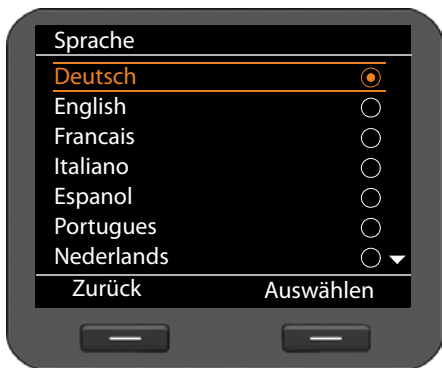 Sprache
Deutsch
English
Francais
Italiano
Espanol
Portugues
Nederlands
Zurück Auswählen